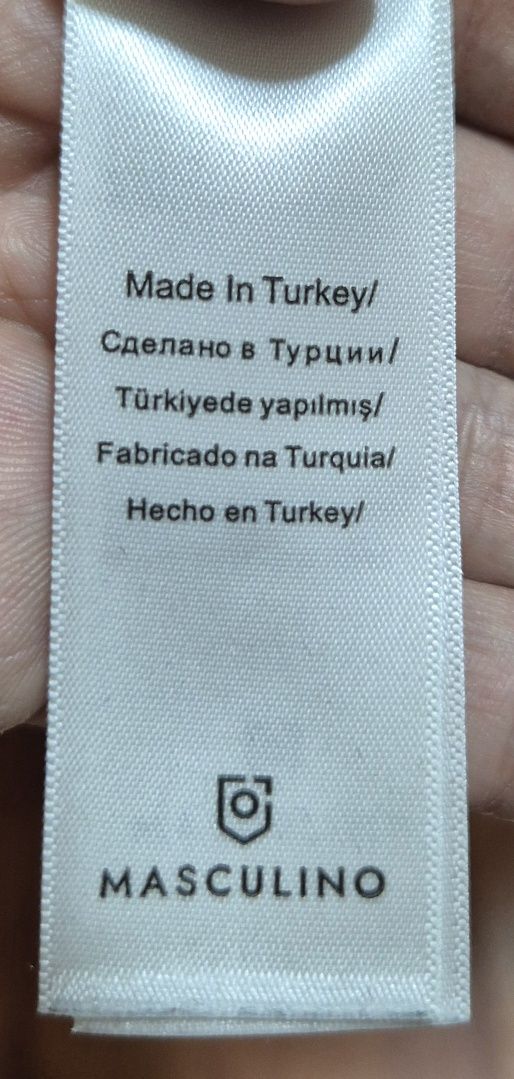 Made In Turkey/
Сделано в Турции/
Türkiyede yapılmış/
Fabricado na Turquia/
Hecho en Turkey/
MASCULINO